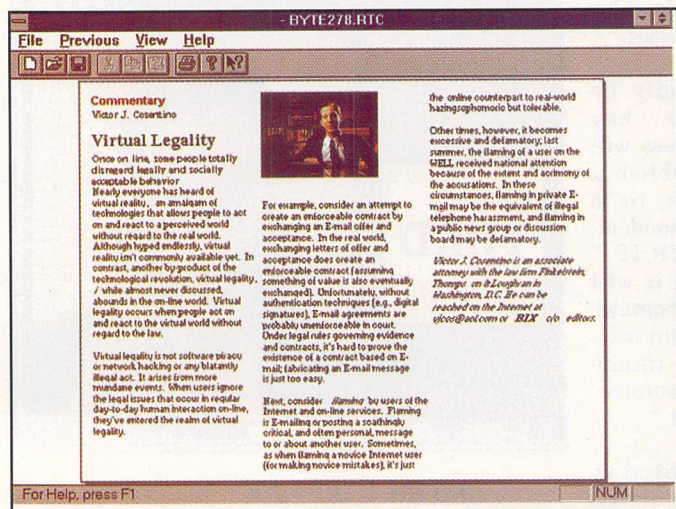 - BYTE278.RTC
File Previous View Help
Commentary
Victor J. Cosentino
Virtual Legality
Once on line, some people totally
disregard legally and socially
acceptable behavior
Nearly everyone has heard of
virtual reality, an amalgam of
technologies that allows people to act
on and react to a perceived world
without regard to the real world.
Although hyped endlessly, virtual
reality isn't commonly available yet. In
contrast, another by-product of the
technological revolution, virtual legality,
/ while almost never discussed,
abounds in the on-line world. Virtual
legality occurs when people act on
and react to the virtual world without
regard to the law.
Virtual legality is not software piracy
or network hacking or any blatantly
illegal act. It arises from more
mundane events. When users ignore
the legal issues that occur in regular
day-to-day human interaction on-line,
they've entered the realm of virtual
legality.
For example, consider an attempt to
create an enforceable contract by
exchanging an E-mail offer and
acceptance. In the real world,
exchanging letters of offer and
acceptance does create an
enforceable contract (assuming
something of value is also eventually
exchanged). Unfortunately, without
authentication techniques (e.g., digital
signatures), E-mail agreements are
probably unenforceable in court.
Under legal rules governing evidence
and contracts, it's hard to prove the
existence of a contract based on E-
mail; fabricating an E-mail message
is just too easy.
Next, consider flaming by users of the
Internet and on-line services. Flaming
is E-mailing or posting a scathingly
critical, and often personal, message
to or about another user. Sometimes,
as when flaming a novice Internet user
(for making novice mistakes), it's just
the online counterpart to real-world
hazingsophomoric but tolerable.
Other times, however, it becomes
excessive and defamatory; last
summer, the flaming of a user on the
WELL received national attention
because of the extent and acrimony of
the accusations. In these
circumstances, flaming in private E-
mail may be the equivalent of illegal
telephone harassment, and flaming in
a public news group or discussion
board may be defamatory.
Victor J. Cosentino is an associate
attorney with the law firm Finkelstein,
Thompson & Loughran in
Washington, D.C. He can be
reached on the Internet at
vjcos@aol.com or BIX c/o editors.
For Help, press F1
NUM